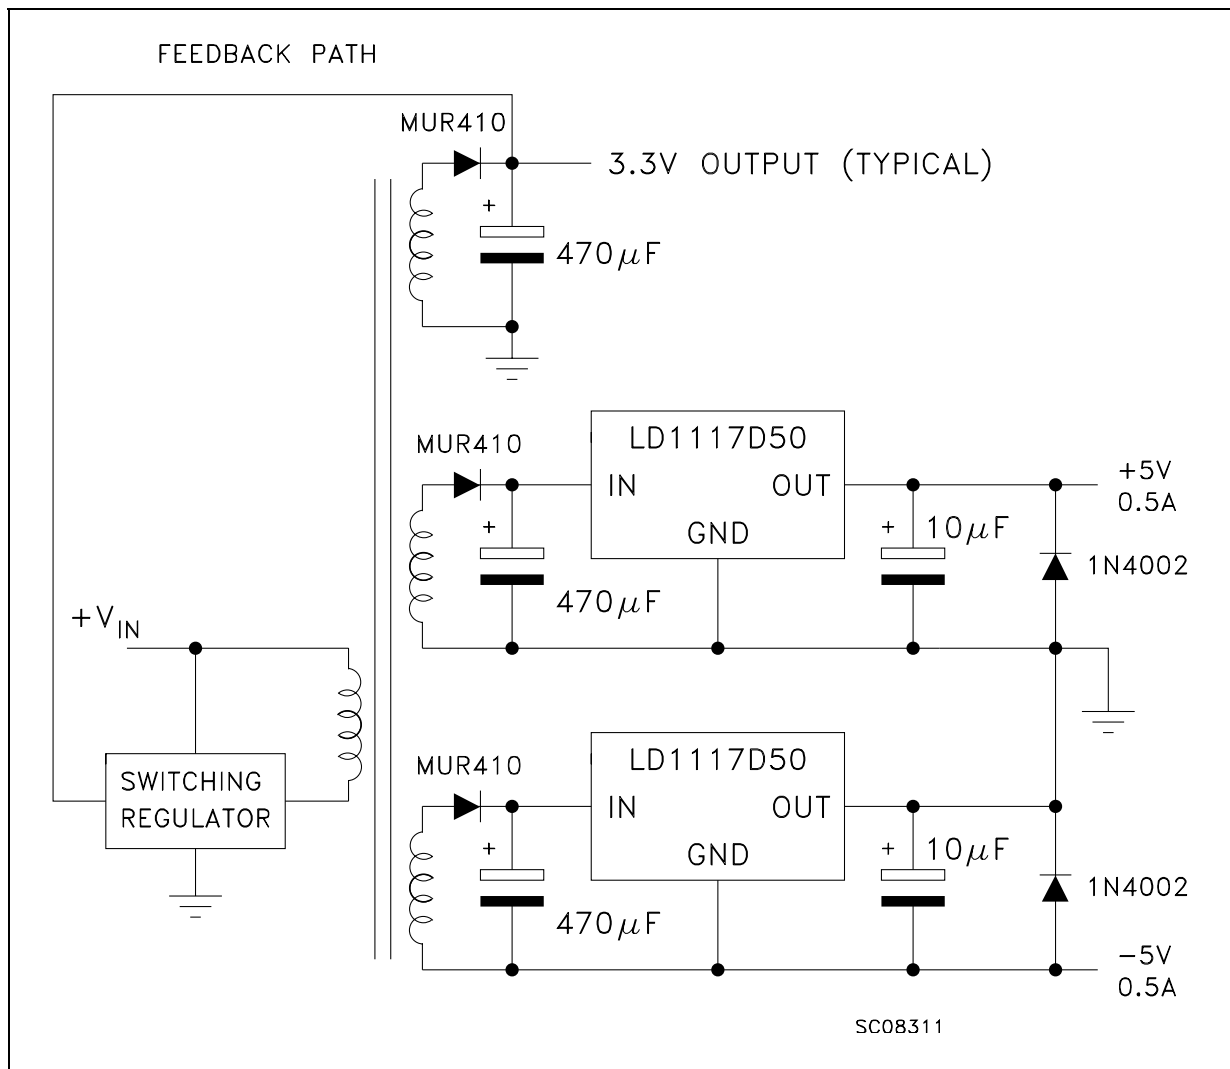 FEEDBACK PATH
MUR410
3.3V OUTPUT (TYPICAL)
+
470µF
MUR410
LD1117D50
IN
OUT
GND
+
470µF
+
10µF
+5V
0.5A
1N4002
+VIN
SWITCHING
REGULATOR
MUR410
LD1117D50
IN
OUT
GND
+
470µF
+
10µF
1N4002
−5V
0.5A
SC08311